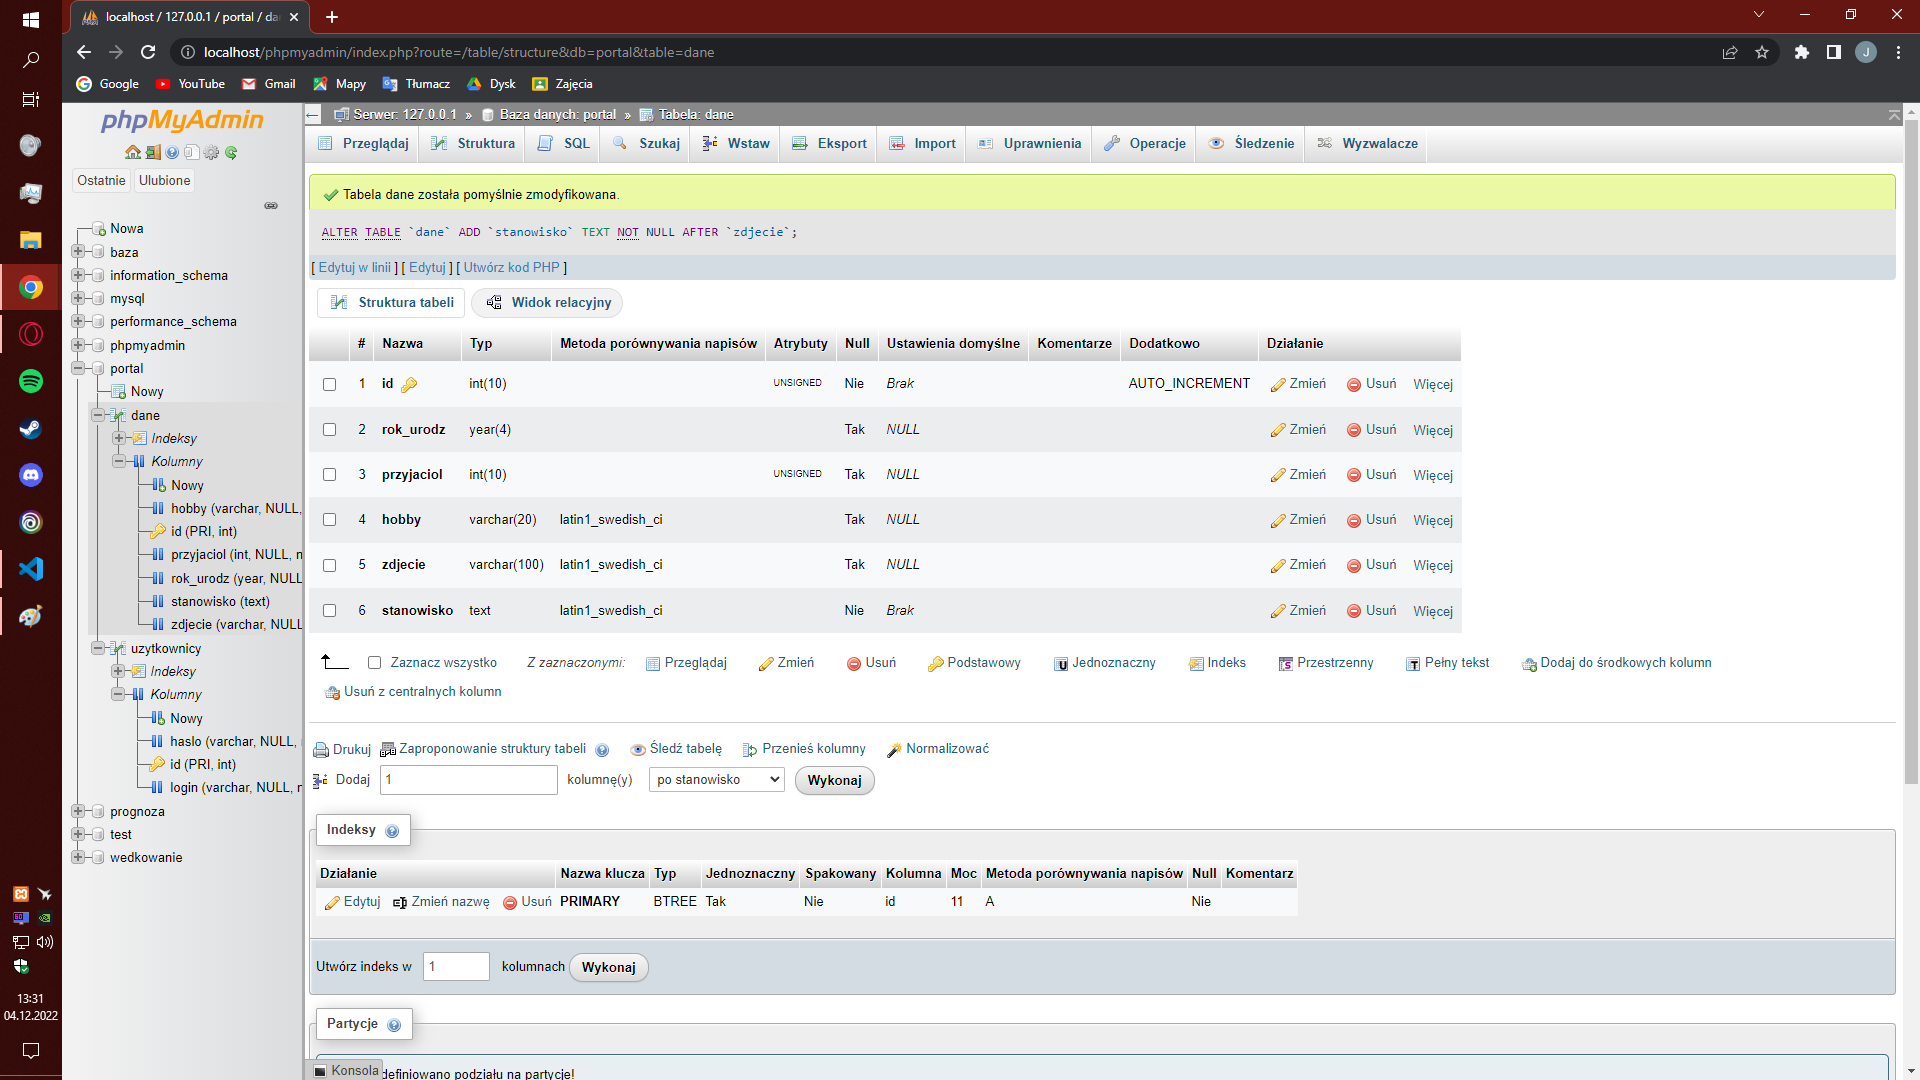 localhost / 127.0.0.1 / portal / da
localhost/phpmyadmin/index.php?route=/table/structure&db=portal&table=dane
J
Google YouTube Gmail Mapy Tłumacz Dysk Zajęcia
phpMyAdmin
Ostatnie Ulubione
Nowa
baza
information_schema
mysql
performance_schema
phpmyadmin
portal
Nowy
dane
Indeksy
Kolumny
Nowy
hobby (varchar, NULL,
id (PRI, int)
przyjaciol (int, NULL, n
rok_urodz (year, NULL
stanowisko (text)
zdjecie (varchar, NULL
uzytkownicy
Indeksy
Kolumny
Nowy
haslo (varchar, NULL,
id (PRI, int)
login (varchar, NULL, n
prognoza
test
wedkowanie
13:31
04.12.2022
Serwer: 127.0.0.1 » Baza danych: portal » Tabela: dane
Przeglądaj Struktura SQL Szukaj Wstaw Eksport Import Uprawnienia Operacje Śledzenie Wyzwalacze
Tabela dane została pomyślnie zmodyfikowana.
ALTER TABLE `dane` ADD `stanowisko` TEXT NOT NULL AFTER `zdjecie`;
[ Edytuj w linii ] [ Edytuj ] [ Utwórz kod PHP ]
Struktura tabeli Widok relacyjny
# Nazwa Typ Metoda porównywania napisów Atrybuty Null Ustawienia domyślne Komentarze Dodatkowo Działanie
1 id int(10) UNSIGNED Nie Brak AUTO_INCREMENT Zmień Usuń Więcej
2 rok_urodz year(4) Tak NULL Zmień Usuń Więcej
3 przyjaciol int(10) UNSIGNED Tak NULL Zmień Usuń Więcej
4 hobby varchar(20) latin1_swedish_ci Tak NULL Zmień Usuń Więcej
5 zdjecie varchar(100) latin1_swedish_ci Tak NULL Zmień Usuń Więcej
6 stanowisko text latin1_swedish_ci Nie Brak Zmień Usuń Więcej
Zaznacz wszystko Z zaznaczonymi: Przeglądaj Zmień Usuń Podstawowy Jednoznaczny Indeks Przestrzenny Pełny tekst Dodaj do środkowych kolumn
Usuń z centralnych kolumn
Drukuj Zaproponowanie struktury tabeli Śledź tabelę Przenieś kolumny Normalizować
Dodaj 1 kolumnę(y) po stanowisko Wykonaj
Indeksy
Działanie Nazwa klucza Typ Jednoznaczny Spakowany Kolumna Moc Metoda porównywania napisów Null Komentarz
Edytuj Zmień nazwę Usuń PRIMARY BTREE Tak Nie id 11 A Nie
Utwórz indeks w 1 kolumnach Wykonaj
Partycje
Konsola definiowano podziału na partycje!